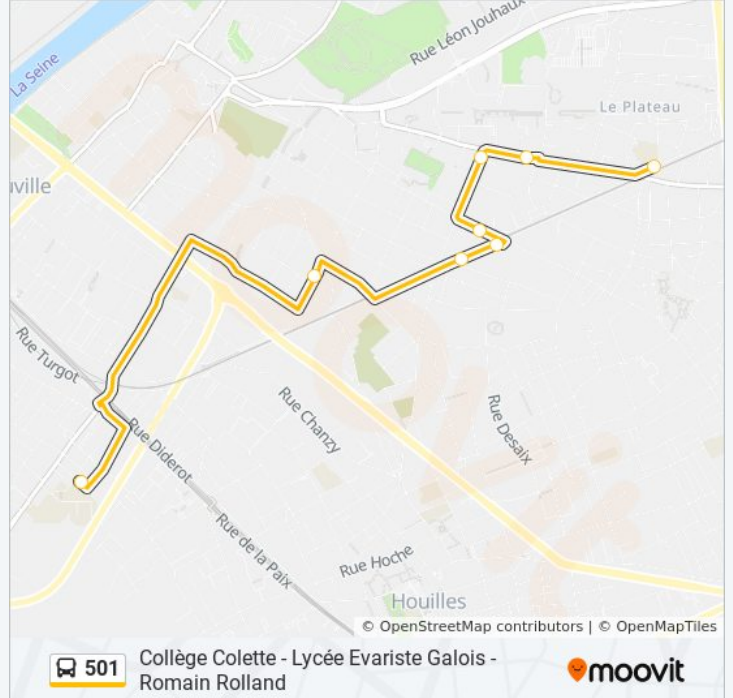 Rue Léon Jouhaux
La Seine
Le Plateau
uville
Rue Turgot
Rue Chanzy
Rue Desaix
Rue Diderot
Rue de la Paix
Rue Hoche
Houilles
© OpenStreetMap contributors | © OpenMapTiles
501
Collège Colette - Lycée Evariste Galois -
Romain Rolland
moovit